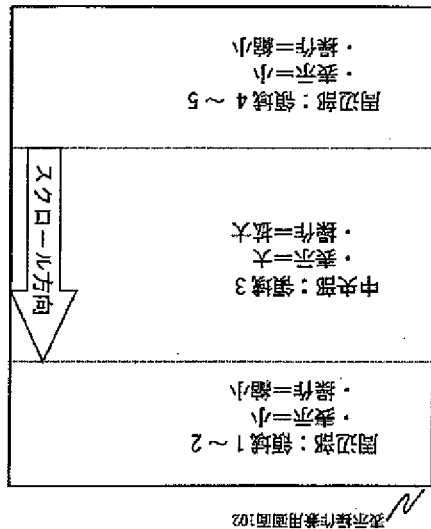 表示操作兼用画面102
周辺部：領域 1 ～ 2
・表示=小
・操作=縮小
中央部：領域 3
・表示=大
・操作=拡大
スクロール方向
周辺部：領域 4 ～ 5
・表示=小
・操作=縮小